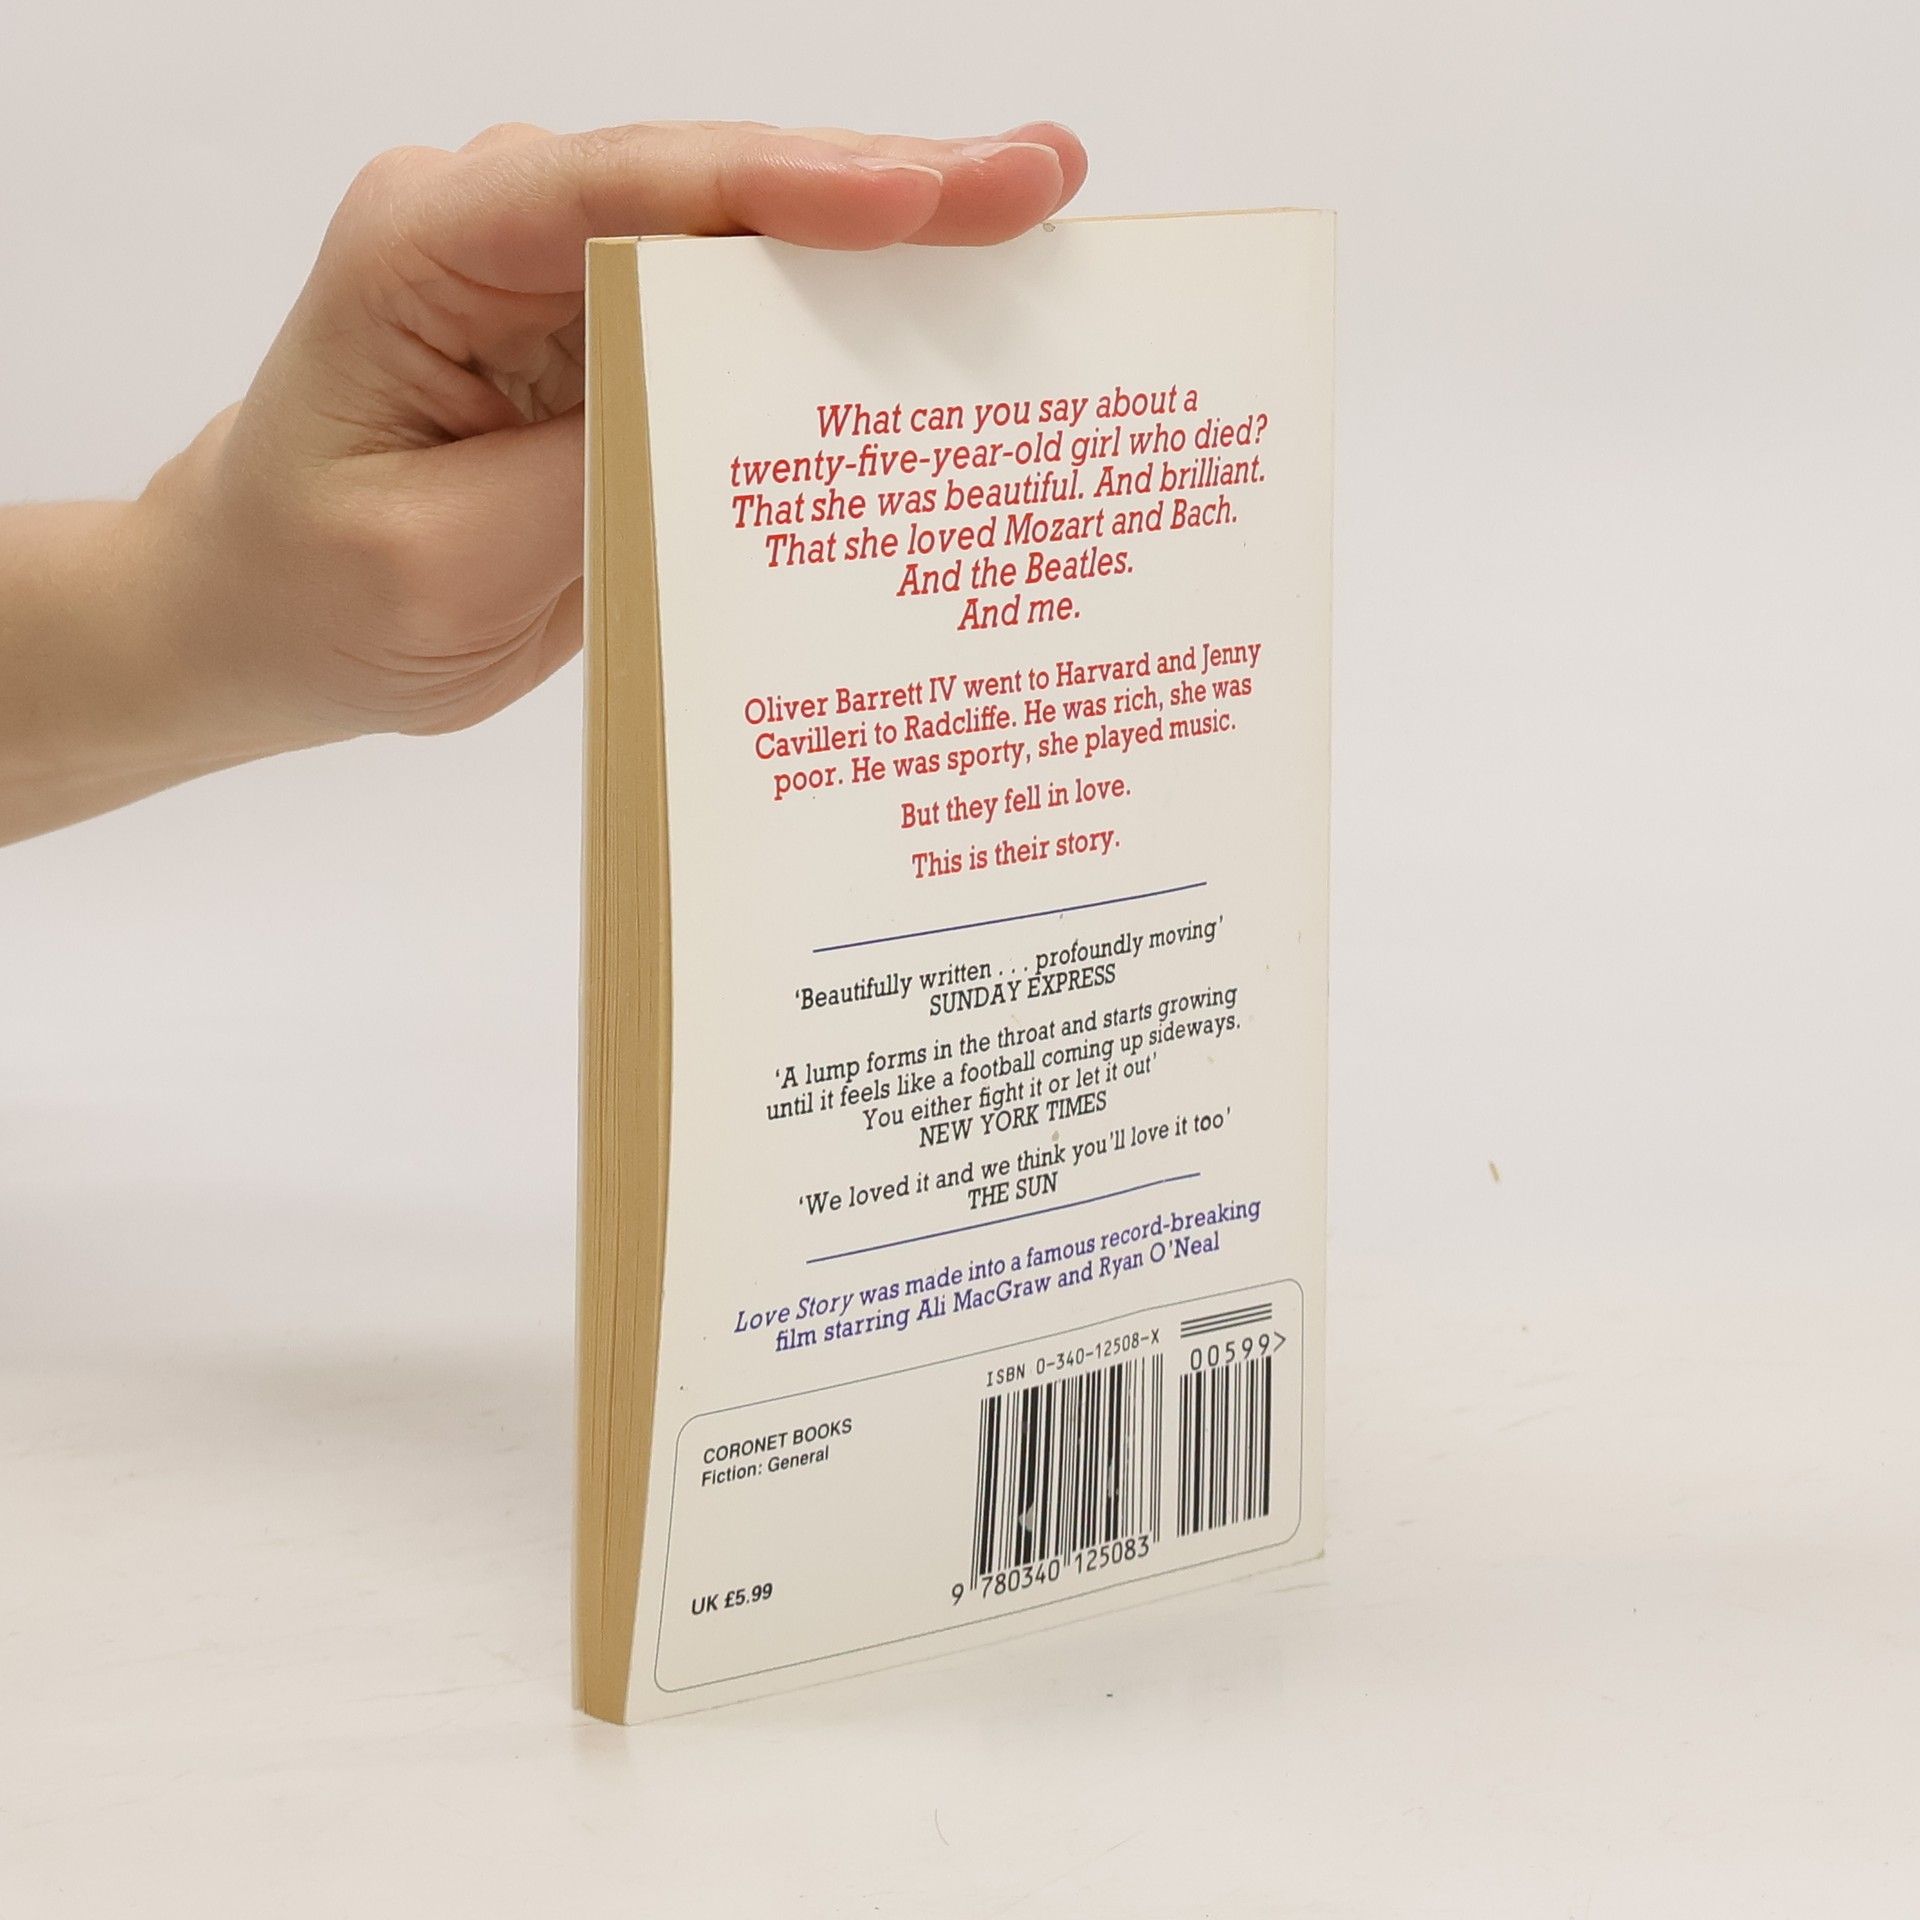 What can you say about a
twenty-five-year-old girl who died?
That she was beautiful. And brilliant.
That she loved Mozart and Bach.
And the Beatles.
And me.
Oliver Barrett IV went to Harvard and Jenny
Cavilleri to Radcliffe. He was rich, she was
poor. He was sporty, she played music.
But they fell in love.
This is their story.
‘Beautifully written . . . profoundly moving’
SUNDAY EXPRESS
‘A lump forms in the throat and starts growing
until it feels like a football coming up sideways.
You either fight it or let it out’
NEW YORK TIMES
‘We loved it and we think you’ll love it too’
THE SUN
Love Story was made into a famous record-breaking
film starring Ali MacGraw and Ryan O’Neal
CORONET BOOKS
Fiction: General
UK £5.99
ISBN 0-340-12508-X
00599>
9 780340 125083